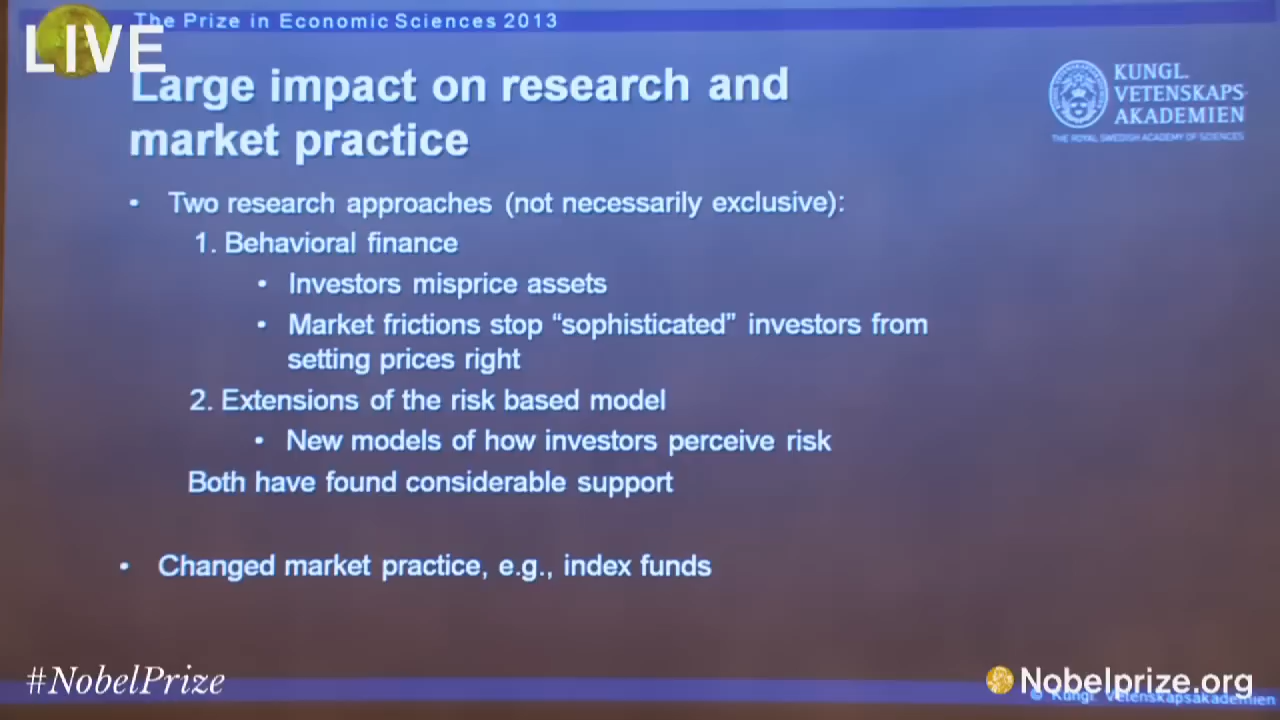 The Prize in Economic Sciences 2013
LIVE
Large impact on research and
market practice
KUNGL.
VETENSKAPS-
AKADEMIEN
THE ROYAL SWEDISH ACADEMY OF SCIENCES
• Two research approaches (not necessarily exclusive):
1. Behavioral finance
• Investors misprice assets
• Market frictions stop “sophisticated” investors from
setting prices right
2. Extensions of the risk based model
• New models of how investors perceive risk
Both have found considerable support
• Changed market practice, e.g., index funds
#NobelPrize
Nobelprize.org
© Kungl. Vetenskapsakademien